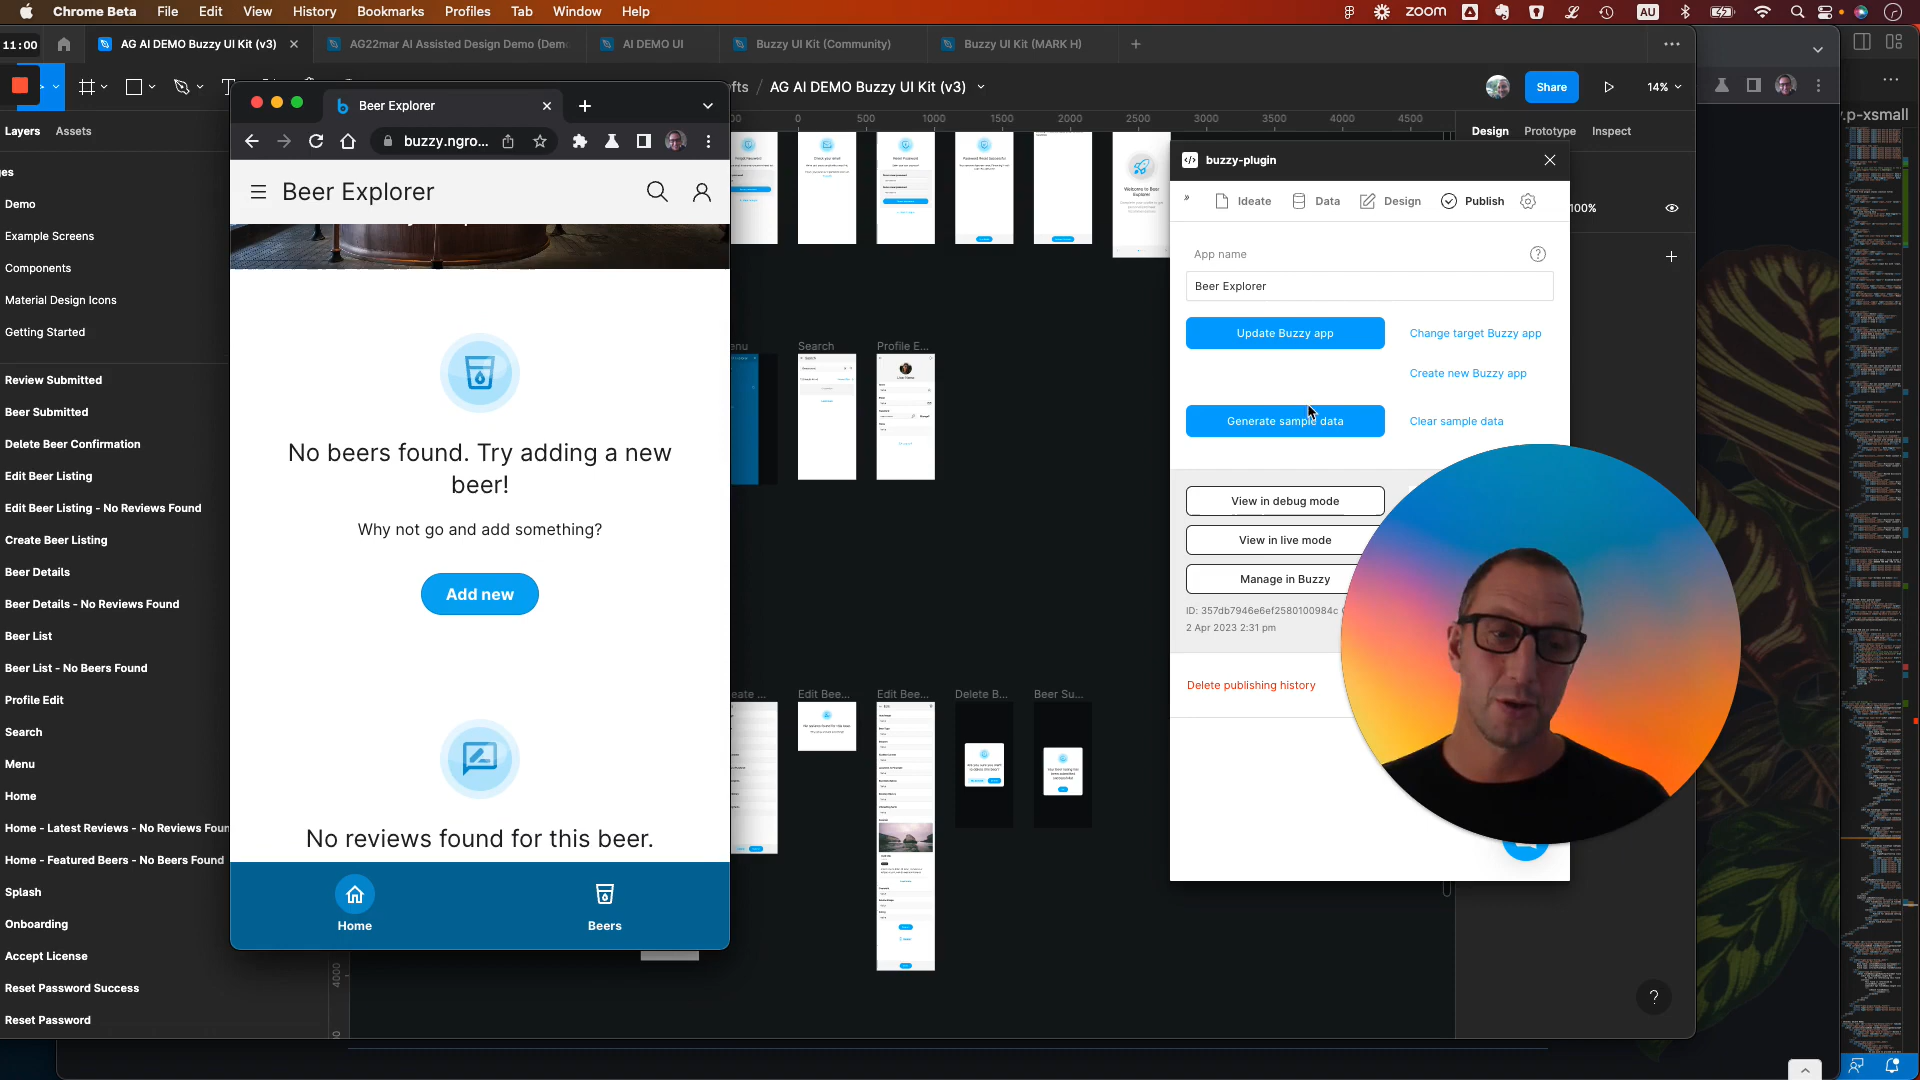 Chrome Beta File Edit View History Bookmarks Profiles Tab Window Help
zoom AU
11:00
AG AI DEMO Buzzy UI Kit (v3)
AG22mar AI Assisted Design Demo (Dem
AI DEMO UI
Buzzy UI Kit (Community)
Buzzy UI Kit (MARK H)
fts / AG AI DEMO Buzzy UI Kit (v3)
Share
14%
Layers Assets
Design Prototype Inspect
.p-xsmall
es
Demo
Example Screens
Components
Material Design Icons
Getting Started
Review Submitted
Beer Submitted
Delete Beer Confirmation
Edit Beer Listing
Edit Beer Listing - No Reviews Found
Create Beer Listing
Beer Details
Beer Details - No Reviews Found
Beer List
Beer List - No Beers Found
Profile Edit
Search
Menu
Home
Home - Latest Reviews - No Reviews Foun
Home - Featured Beers - No Beers Found
Splash
Onboarding
Accept License
Reset Password Success
Reset Password
Beer Explorer
buzzy.ngro...
Beer Explorer
No beers found. Try adding a new
beer!
Why not go and add something?
Add new
No reviews found for this beer.
Home
Beers
0 500 1000 1500 2000 2500 3000 3500 4000 4500
4000
Welcome to Beer
Explorer
enu
Search
Profile E...
eate ...
Edit Bee...
Edit Bee...
Delete B...
Beer Su...
buzzy-plugin
Ideate Data Design Publish
100%
App name
Beer Explorer
Update Buzzy app
Change target Buzzy app
Create new Buzzy app
Generate sample data
Clear sample data
View in debug mode
View in live mode
Manage in Buzzy
ID: 357db7946e6ef2580100984c
2 Apr 2023 2:31 pm
Delete publishing history
?